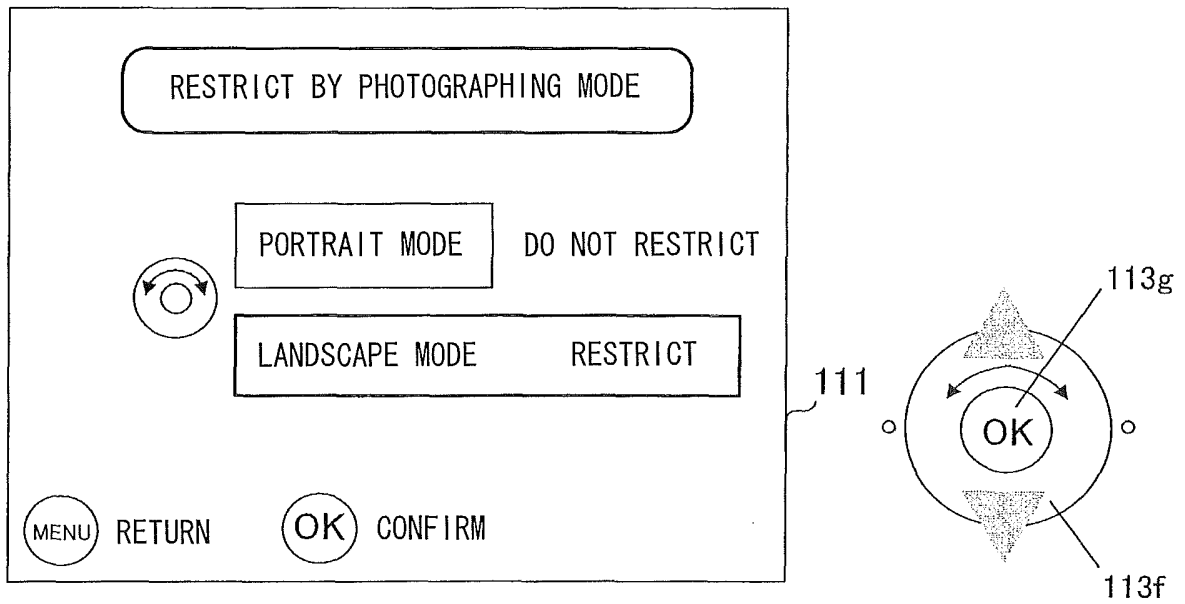 RESTRICT BY PHOTOGRAPHING MODE
PORTRAIT MODE DO NOT RESTRICT
LANDSCAPE MODE RESTRICT
MENU RETURN OK CONFIRM
111
113g
OK
113f